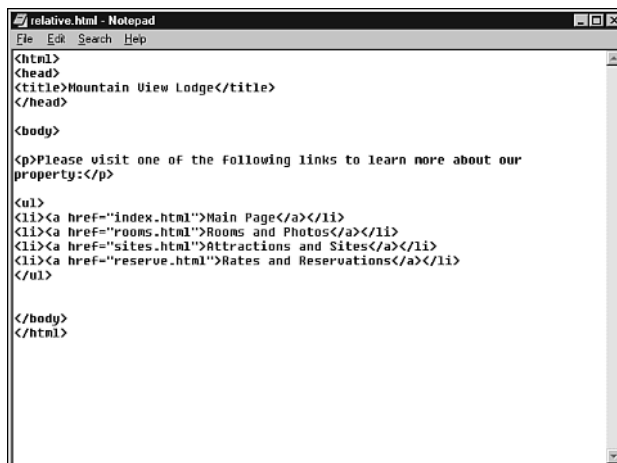 relative.html - Notepad
File Edit Search Help
<html>
<head>
<title>Mountain View Lodge</title>
</head>
<body>
<p>Please visit one of the following links to learn more about our
property:</p>
<ul>
<li><a href="index.html">Main Page</a></li>
<li><a href="rooms.html">Rooms and Photos</a></li>
<li><a href="sites.html">Attractions and Sites</a></li>
<li><a href="reserve.html">Rates and Reservations</a></li>
</ul>
</body>
</html>